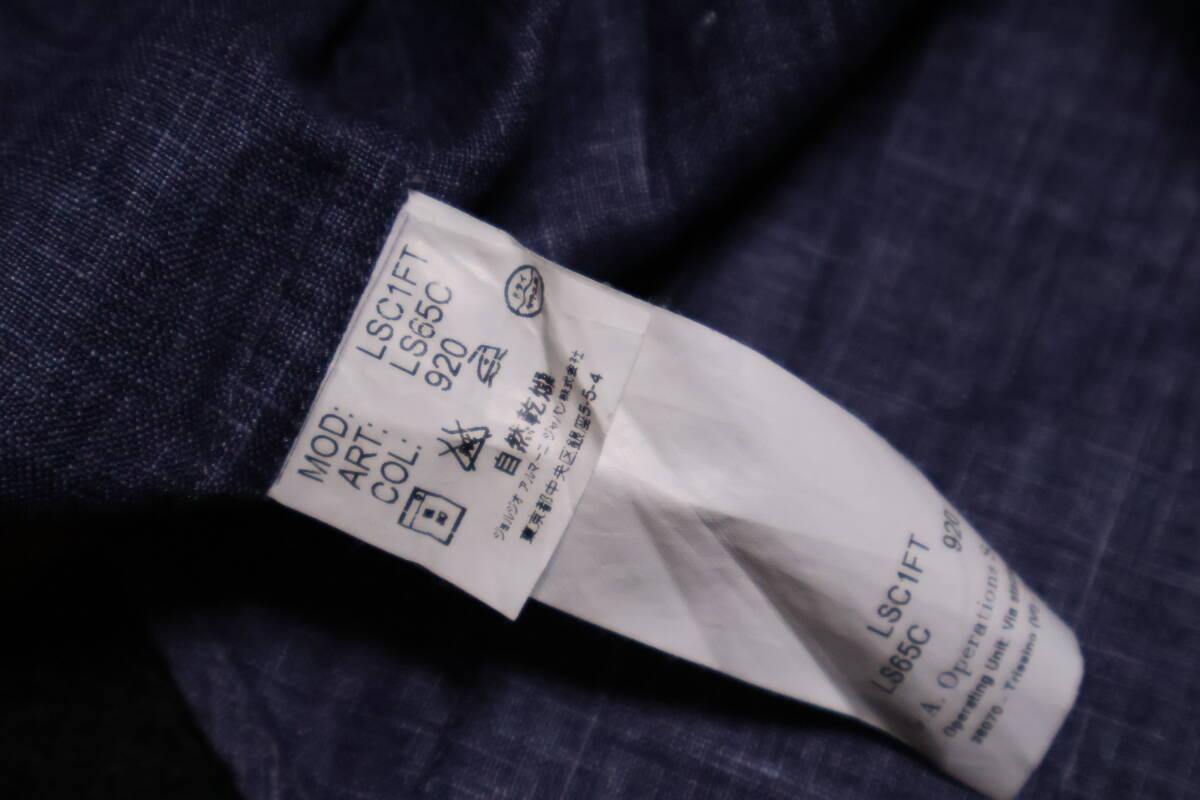 MOD: LSC1FT
ART: LS65C
COL: 920
自然乾燥
ジョルジオ アルマーニ ジャパン株式会社
東京都中央区銀座5-5-4
LSC1FT 920
LS65C
A. Operations
Operating Unit: Via
36070 - Trissino (VI)